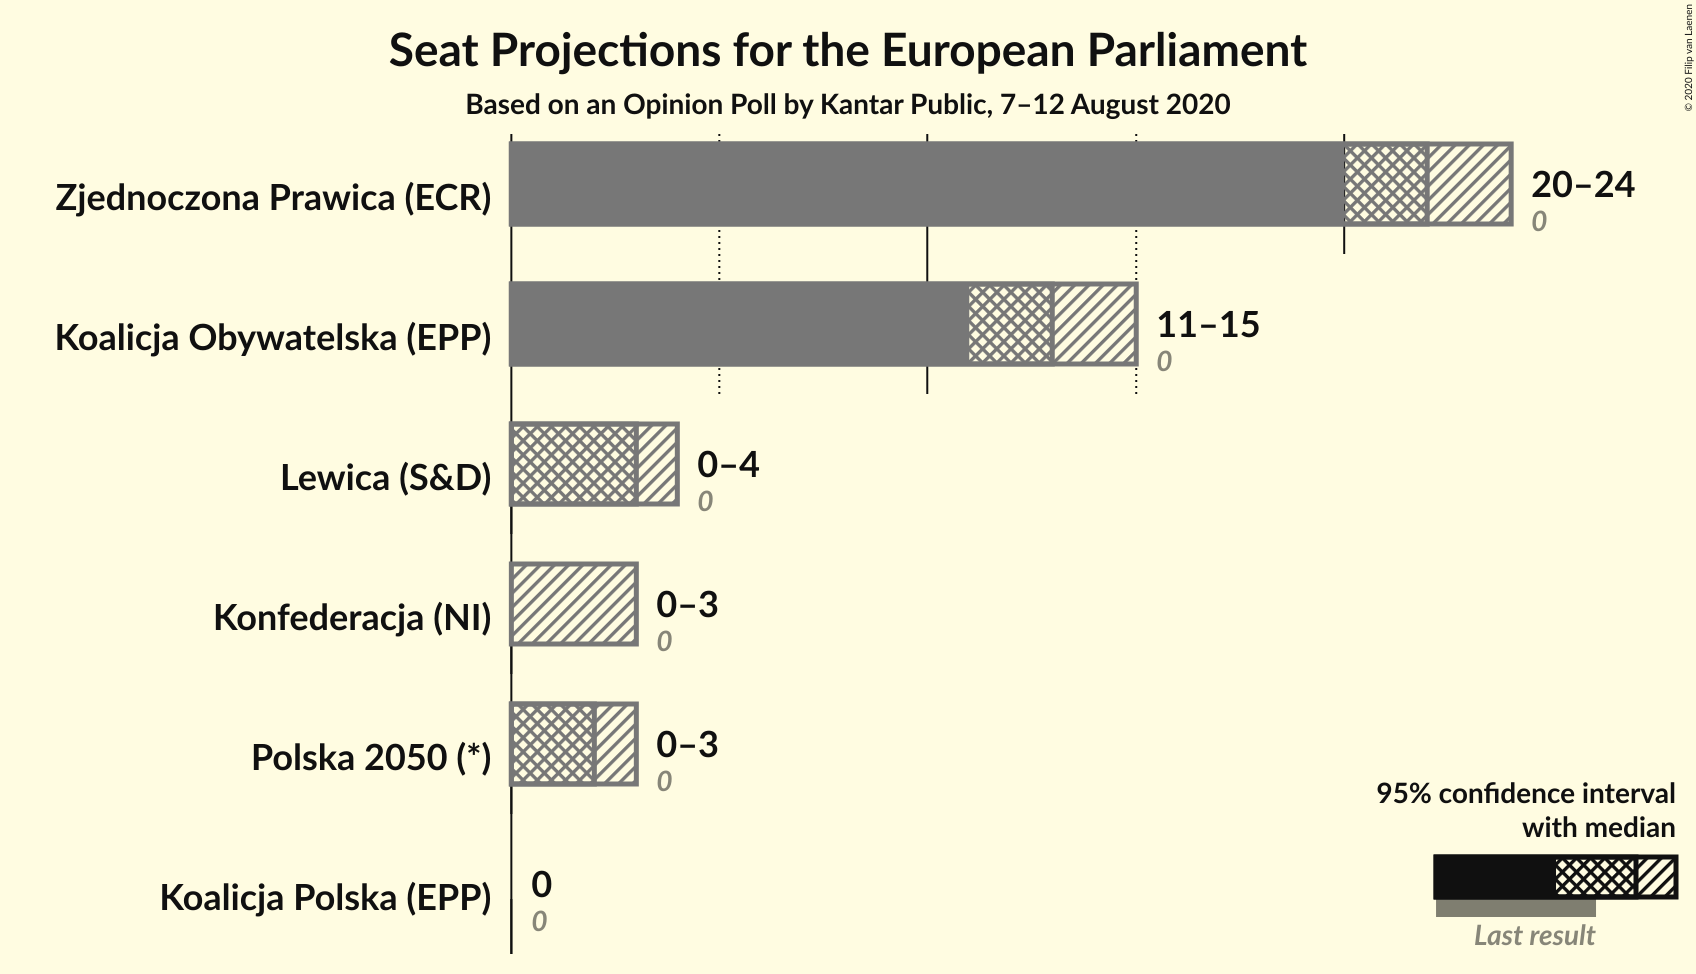 Seat Projections for the European Parliament
Based on an Opinion Poll by Kantar Public, 7–12 August 2020
© 2020 Filip van Laenen
Zjednoczona Prawica (ECR)
20–24
0
Koalicja Obywatelska (EPP)
11–15
0
Lewica (S&D)
0–4
0
Konfederacja (NI)
0–3
0
Polska 2050 (*)
0–3
0
Koalicja Polska (EPP)
0
0
95% confidence interval
with median
Last result